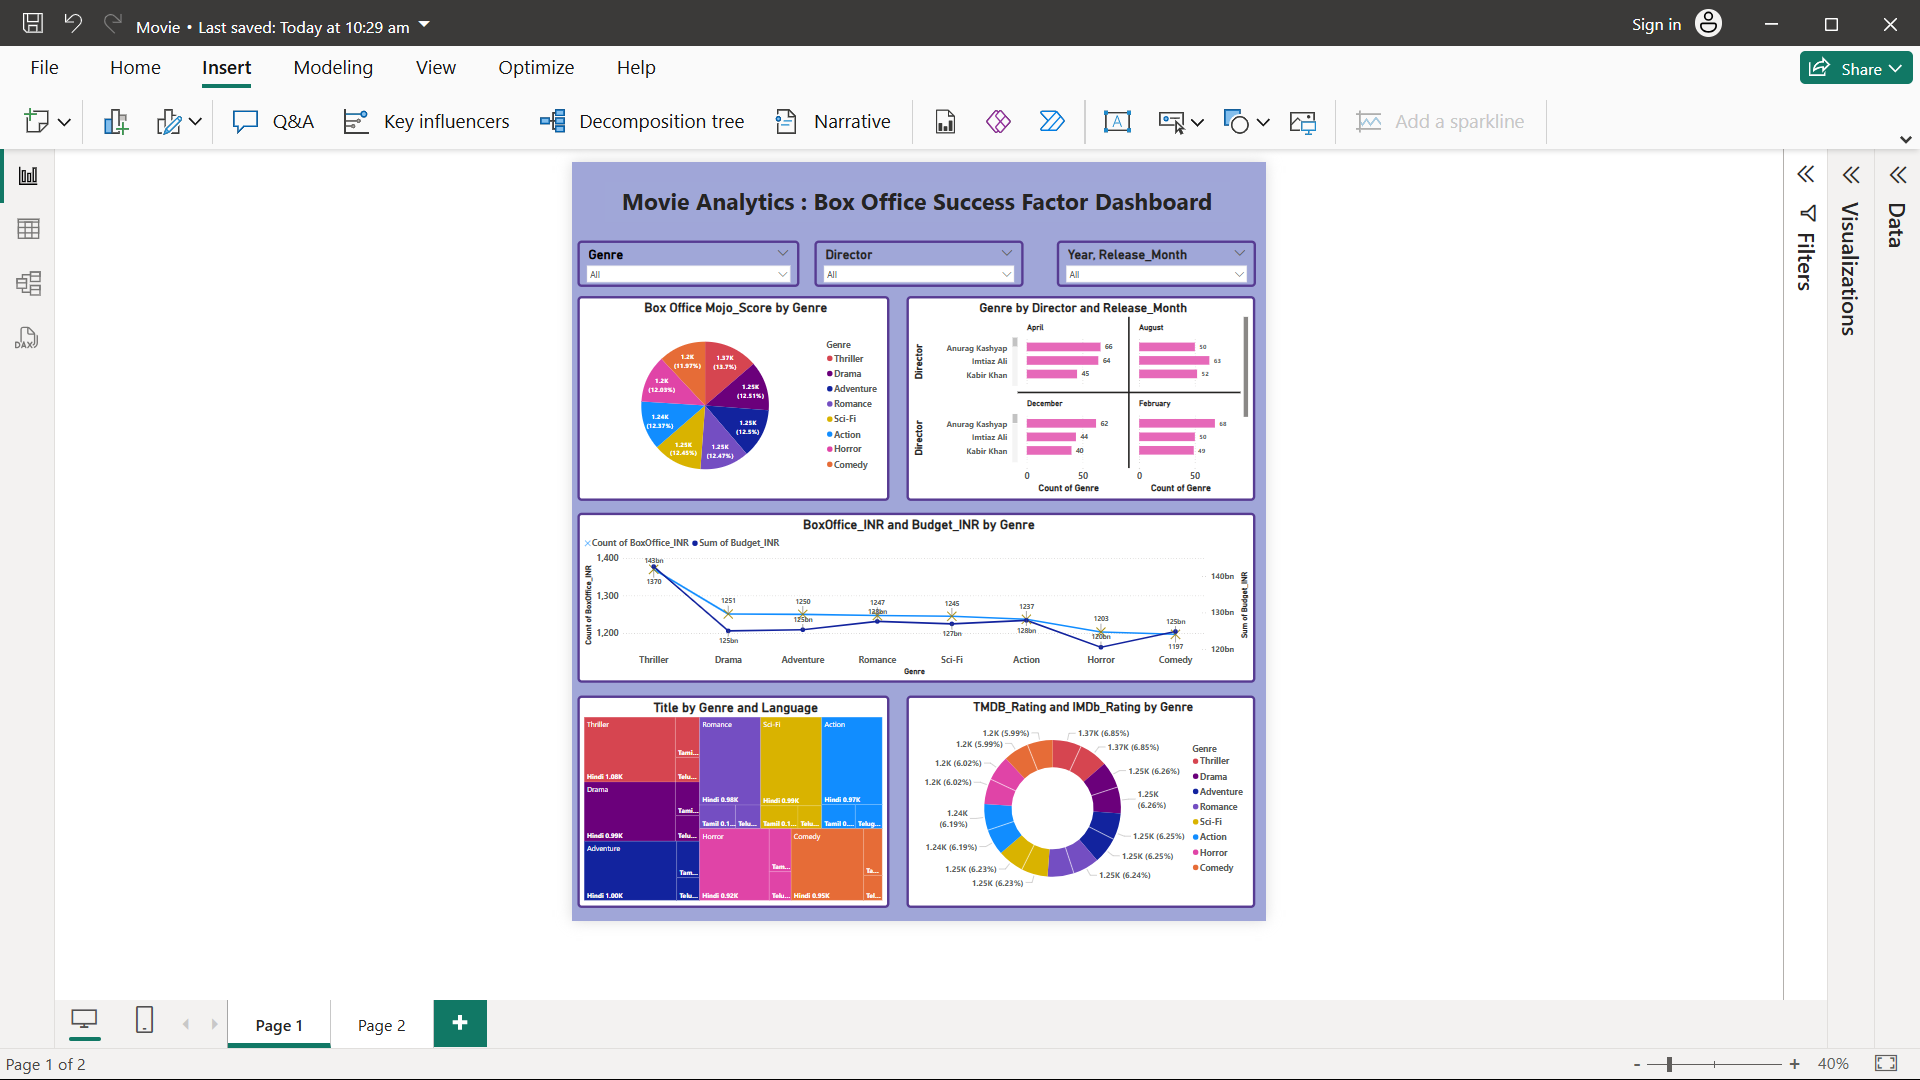 Movie • Last saved: Today at 10:29 am
Sign in
File Home Insert Modeling View Optimize Help
Share
Q&A Key influencers Decomposition tree Narrative Add a sparkline
Movie Analytics : Box Office Success Factor Dashboard
Genre
All
Director
All
Year, Release_Month
All
Box Office Mojo_Score by Genre
1.37K (13.7%)
1.25K (12.51%)
1.25K (12.5%)
1.25K (12.47%)
1.25K (12.45%)
1.24K (12.37%)
1.2K (12.03%)
1.2K (11.97%)
Genre
Thriller
Drama
Adventure
Romance
Sci-Fi
Action
Horror
Comedy
Genre by Director and Release_Month
April August
Director
Anurag Kashyap 66 50
Imtiaz Ali 64 63
Kabir Khan 45 52
December February
Director
Anurag Kashyap 62 68
Imtiaz Ali 44 50
Kabir Khan 40 49
0 50 0 50
Count of Genre Count of Genre
BoxOffice_INR and Budget_INR by Genre
Count of BoxOffice_INR Sum of Budget_INR
Count of BoxOffice_INR
1,400
1,300
1,200
143bn 1370
1251 125bn
1250 125bn
1247 128bn
1245 127bn
1237 128bn
1203 120bn
125bn 1197
140bn
130bn
120bn
Sum of Budget_INR
Thriller Drama Adventure Romance Sci-Fi Action Horror Comedy
Genre
Title by Genre and Language
Thriller
Hindi 1.08K
Tami...
Telu...
Drama
Hindi 0.99K
Tami...
Telu...
Adventure
Hindi 1.00K
Tam...
Telu...
Romance
Hindi 0.98K
Tamil 0.1... Telu...
Sci-Fi
Hindi 0.99K
Tamil 0.1... Telu...
Action
Hindi 0.97K
Tamil 0.... Telug...
Horror
Hindi 0.92K
Tam...
Telu...
Comedy
Hindi 0.95K
Ta...
Tel...
TMDB_Rating and IMDb_Rating by Genre
1.37K (6.85%)
1.37K (6.85%)
1.25K (6.26%)
1.25K (6.26%)
1.25K (6.25%)
1.25K (6.25%)
1.25K (6.24%)
1.25K (6.23%)
1.25K (6.23%)
1.24K (6.19%)
1.24K (6.19%)
1.2K (6.02%)
1.2K (6.02%)
1.2K (5.99%)
1.2K (5.99%)
Genre
Thriller
Drama
Adventure
Romance
Sci-Fi
Action
Horror
Comedy
Filters
Visualizations
Data
DAX
Page 1 Page 2
Page 1 of 2
40%